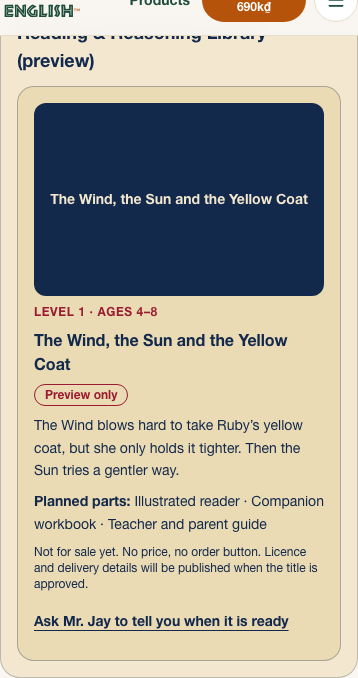 ENGLISH™
Products
690k₫
Reading & Reasoning Library
(preview)
The Wind, the Sun and the Yellow Coat
LEVEL 1 · AGES 4–8
The Wind, the Sun and the Yellow
Coat
Preview only
The Wind blows hard to take Ruby’s yellow
coat, but she only holds it tighter. Then the
Sun tries a gentler way.
Planned parts: Illustrated reader · Companion
workbook · Teacher and parent guide
Not for sale yet. No price, no order button. Licence
and delivery details will be published when the title is
approved.
Ask Mr. Jay to tell you when it is ready